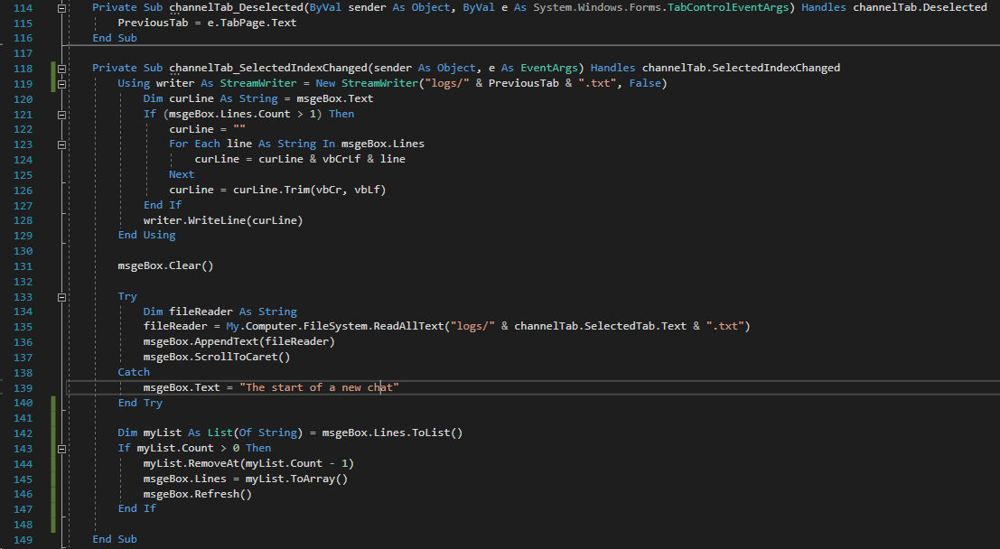 114 Private Sub channelTab_Deselected(ByVal sender As Object, ByVal e As System.Windows.Forms.TabControlEventArgs) Handles channelTab.Deselected
115 PreviousTab = e.TabPage.Text
116 End Sub
117
118 Private Sub channelTab_SelectedIndexChanged(sender As Object, e As EventArgs) Handles channelTab.SelectedIndexChanged
119 Using writer As StreamWriter = New StreamWriter("logs/" & PreviousTab & ".txt", False)
120 Dim curLine As String = msgeBox.Text
121 If (msgeBox.Lines.Count > 1) Then
122 curLine = ""
123 For Each line As String In msgeBox.Lines
124 curLine = curLine & vbCrLf & line
125 Next
126 curLine = curLine.Trim(vbCr, vbLf)
127 End If
128 writer.WriteLine(curLine)
129 End Using
130
131 msgeBox.Clear()
132
133 Try
134 Dim fileReader As String
135 fileReader = My.Computer.FileSystem.ReadAllText("logs/" & channelTab.SelectedTab.Text & ".txt")
136 msgeBox.AppendText(fileReader)
137 msgeBox.ScrollToCaret()
138 Catch
139 msgeBox.Text = "The start of a new chat"
140 End Try
141
142 Dim myList As List(Of String) = msgeBox.Lines.ToList()
143 If myList.Count > 0 Then
144 myList.RemoveAt(myList.Count - 1)
145 msgeBox.Lines = myList.ToArray()
146 msgeBox.Refresh()
147 End If
148
149 End Sub